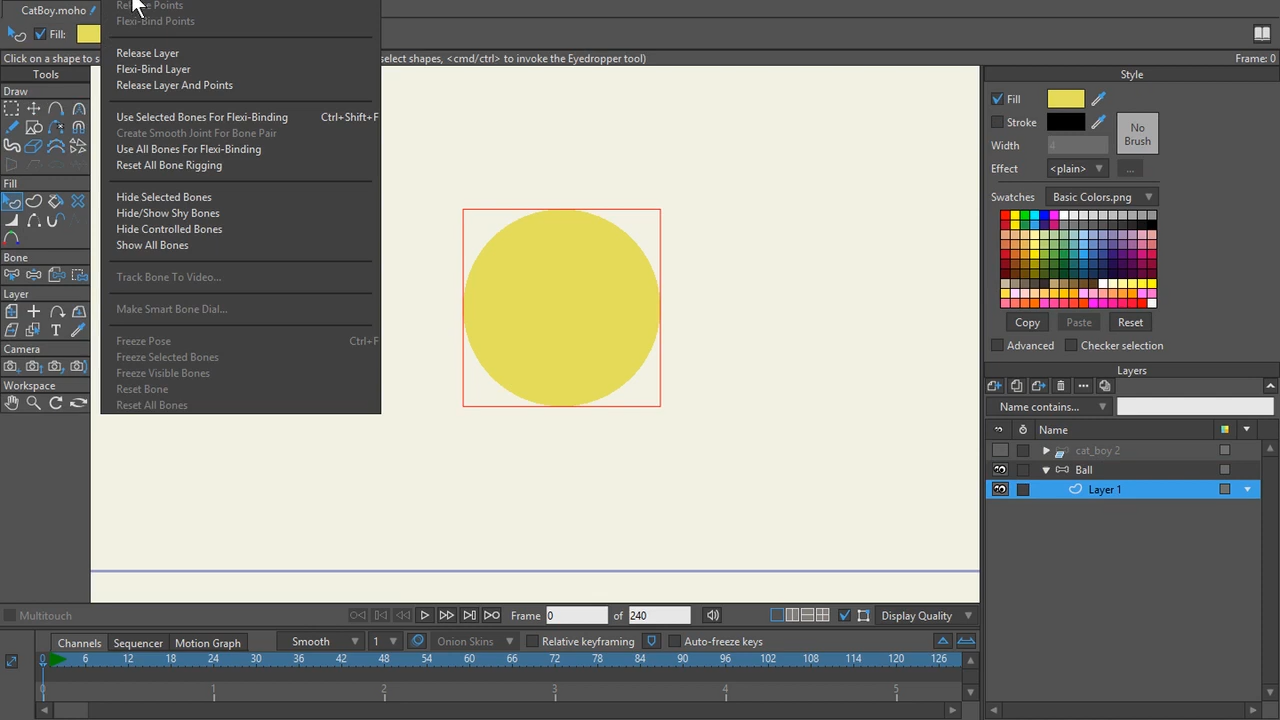 CatBoy.moho
Release Points
Flexi-Bind Points
Fill:
Release Layer
Click on a shape to s
select shapes, <cmd/ctrl> to invoke the Eyedropper tool)
Frame: 0
Flexi-Bind Layer
Tools
Style
Release Layer And Points
Draw
Fill
Stroke
No
Brush
Use Selected Bones For Flexi-Binding Ctrl+Shift+F
Create Smooth Joint For Bone Pair
Width 4
Use All Bones For Flexi-Binding
Reset All Bone Rigging
Effect <plain> ...
Fill
Hide Selected Bones
Swatches Basic Colors.png
Hide/Show Shy Bones
Hide Controlled Bones
Show All Bones
Bone
Track Bone To Video...
Layer
Make Smart Bone Dial...
Copy Paste Reset
Freeze Pose Ctrl+F
Advanced Checker selection
Camera
Freeze Selected Bones
Layers
Freeze Visible Bones
Workspace
Reset Bone
Reset All Bones
Name contains...
Name
cat_boy 2
Ball
Layer 1
Multitouch
Frame 0 of 240
Display Quality
Channels Sequencer Motion Graph Smooth 1 Onion Skins Relative keyframing Auto-freeze keys
0 6 12 18 24 30 36 42 48 54 60 66 72 78 84 90 96 102 108 114 120 126
0 1 2 3 4 5